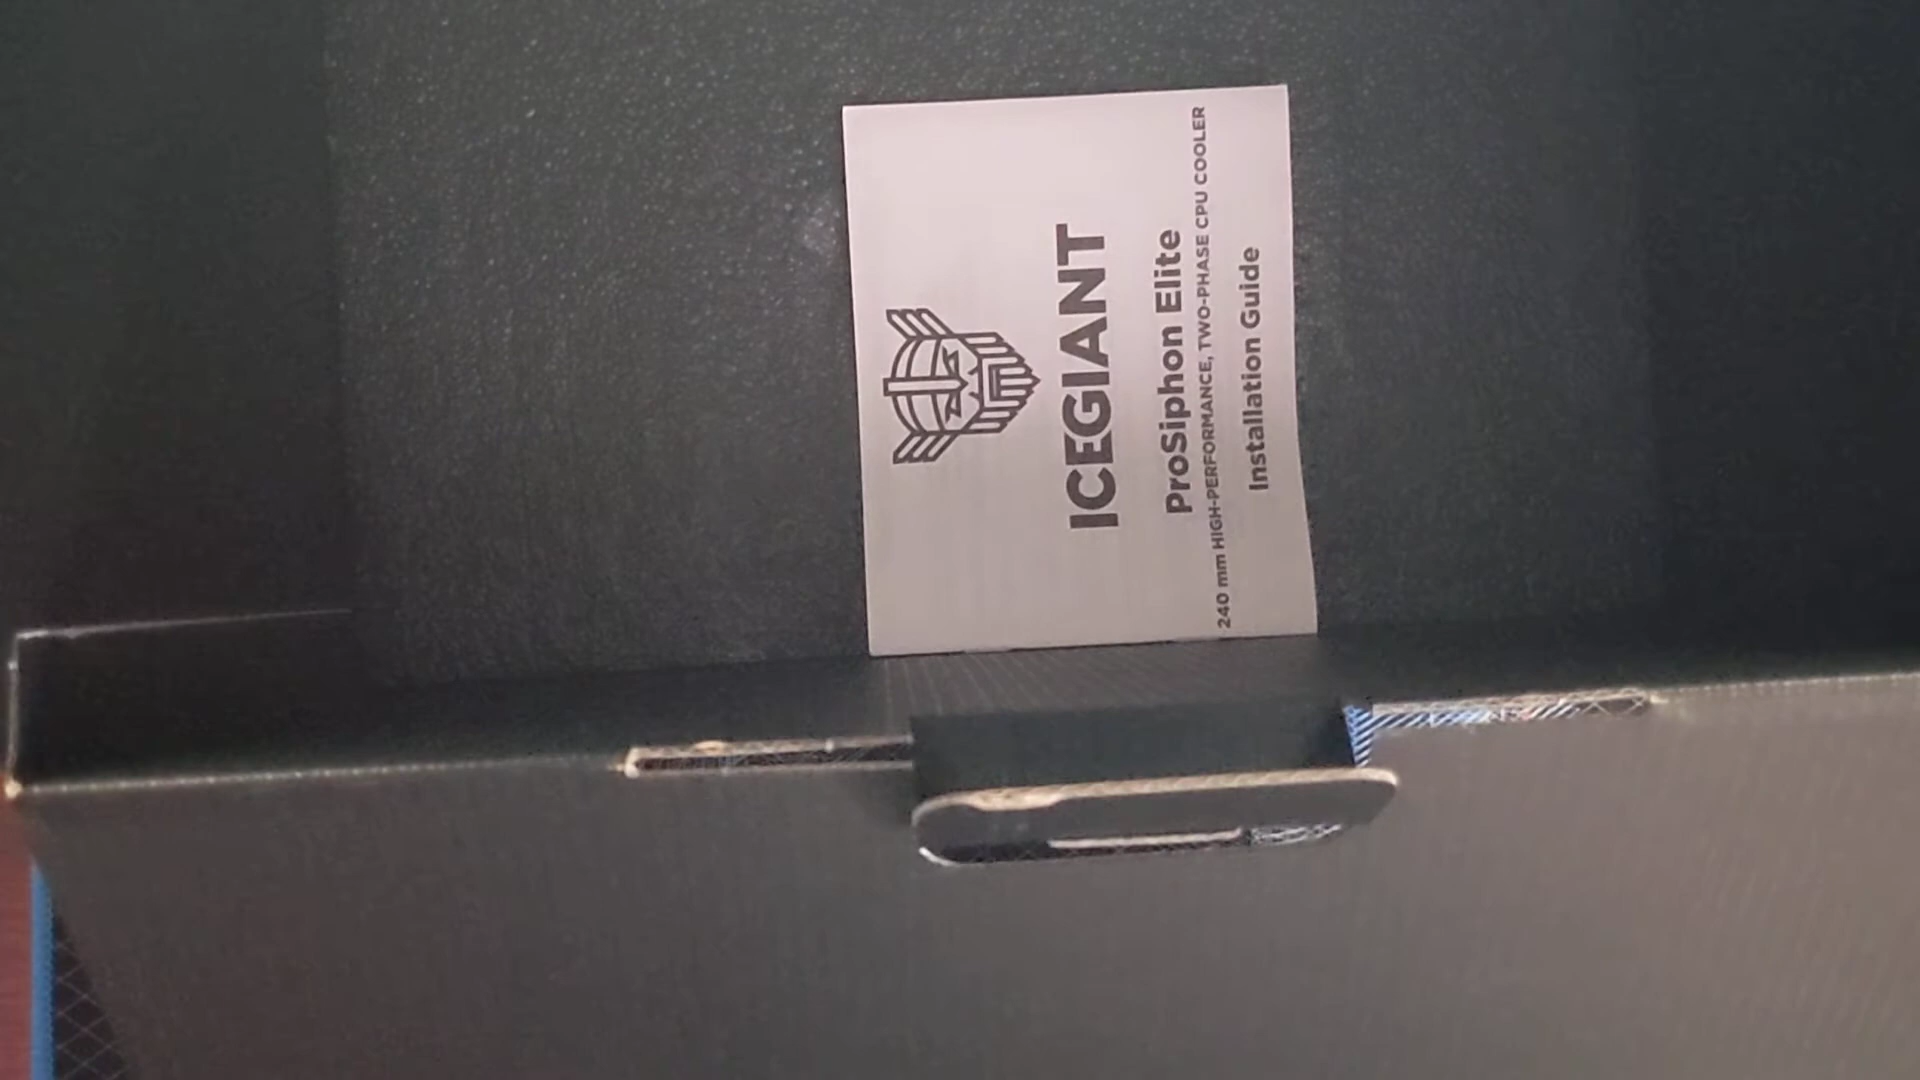 ICEGIANT
ProSiphon Elite
240 mm HIGH-PERFORMANCE, TWO-PHASE CPU COOLER
Installation Guide